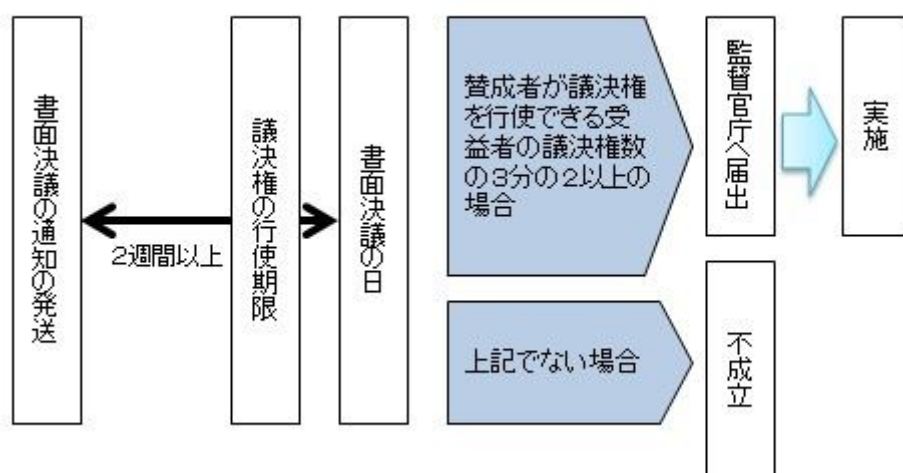 書面決議の通知の発送
2週間以上
議決権の行使期限
書面決議の日
賛成者が議決権
を行使できる受
益者の議決権数
の3分の2以上の
場合
監督官庁へ届出
実施
上記でない場合
不成立